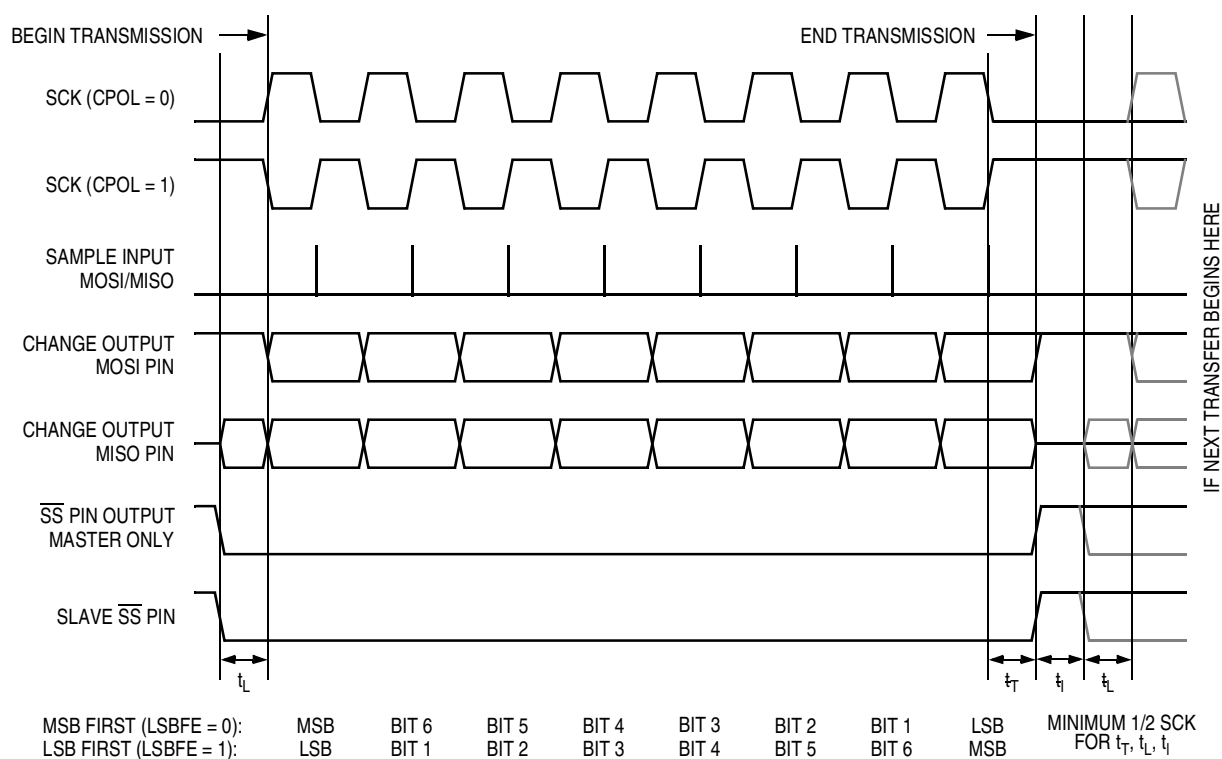 BEGIN TRANSMISSION
END TRANSMISSION
SCK (CPOL = 0)
SCK (CPOL = 1)
SAMPLE INPUT
MOSI/MISO
CHANGE OUTPUT
MOSI PIN
CHANGE OUTPUT
MISO PIN
SS PIN OUTPUT
MASTER ONLY
SLAVE SS PIN
IF NEXT TRANSFER BEGINS HERE
tL tT tI tL
MSB FIRST (LSBFE = 0): MSB BIT 6 BIT 5 BIT 4 BIT 3 BIT 2 BIT 1 LSB
LSB FIRST (LSBFE = 1): LSB BIT 1 BIT 2 BIT 3 BIT 4 BIT 5 BIT 6 MSB
MINIMUM 1/2 SCK
FOR tT, tL, tI